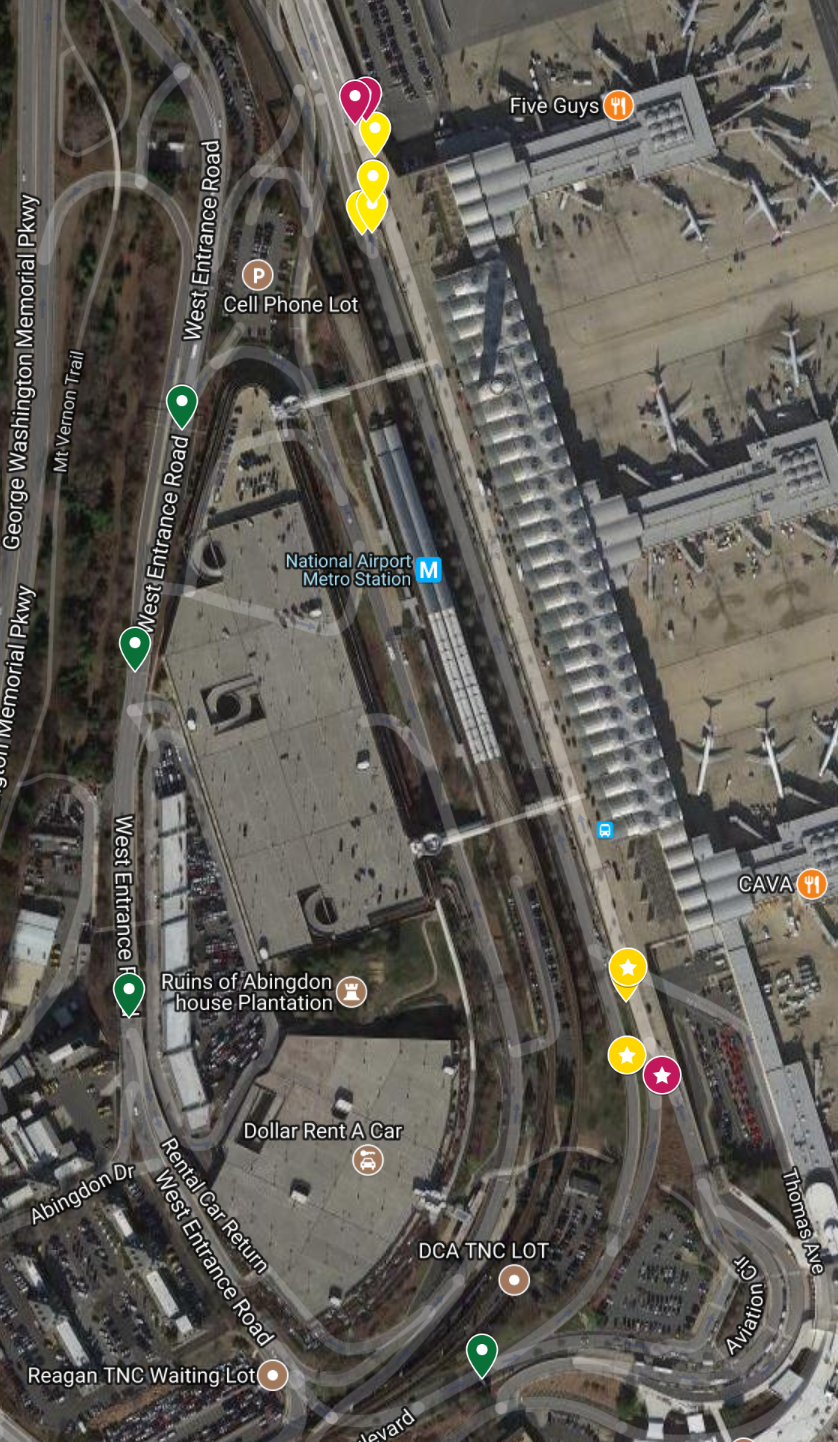 Five Guys
West Entrance Road
George Washington Memorial Pkwy
P
Cell Phone Lot
Mt Vernon Trail
West Entrance Road
National Airport
Metro Station
M
Memorial Pkwy
West Entrance
CAVA
Ruins of Abingdon
house Plantation
Dollar Rent A Car
Abingdon Dr
Rental Car Return
West Entrance Road
Thomas Ave
DCA TNC LOT
Aviation Cir
Reagan TNC Waiting Lot